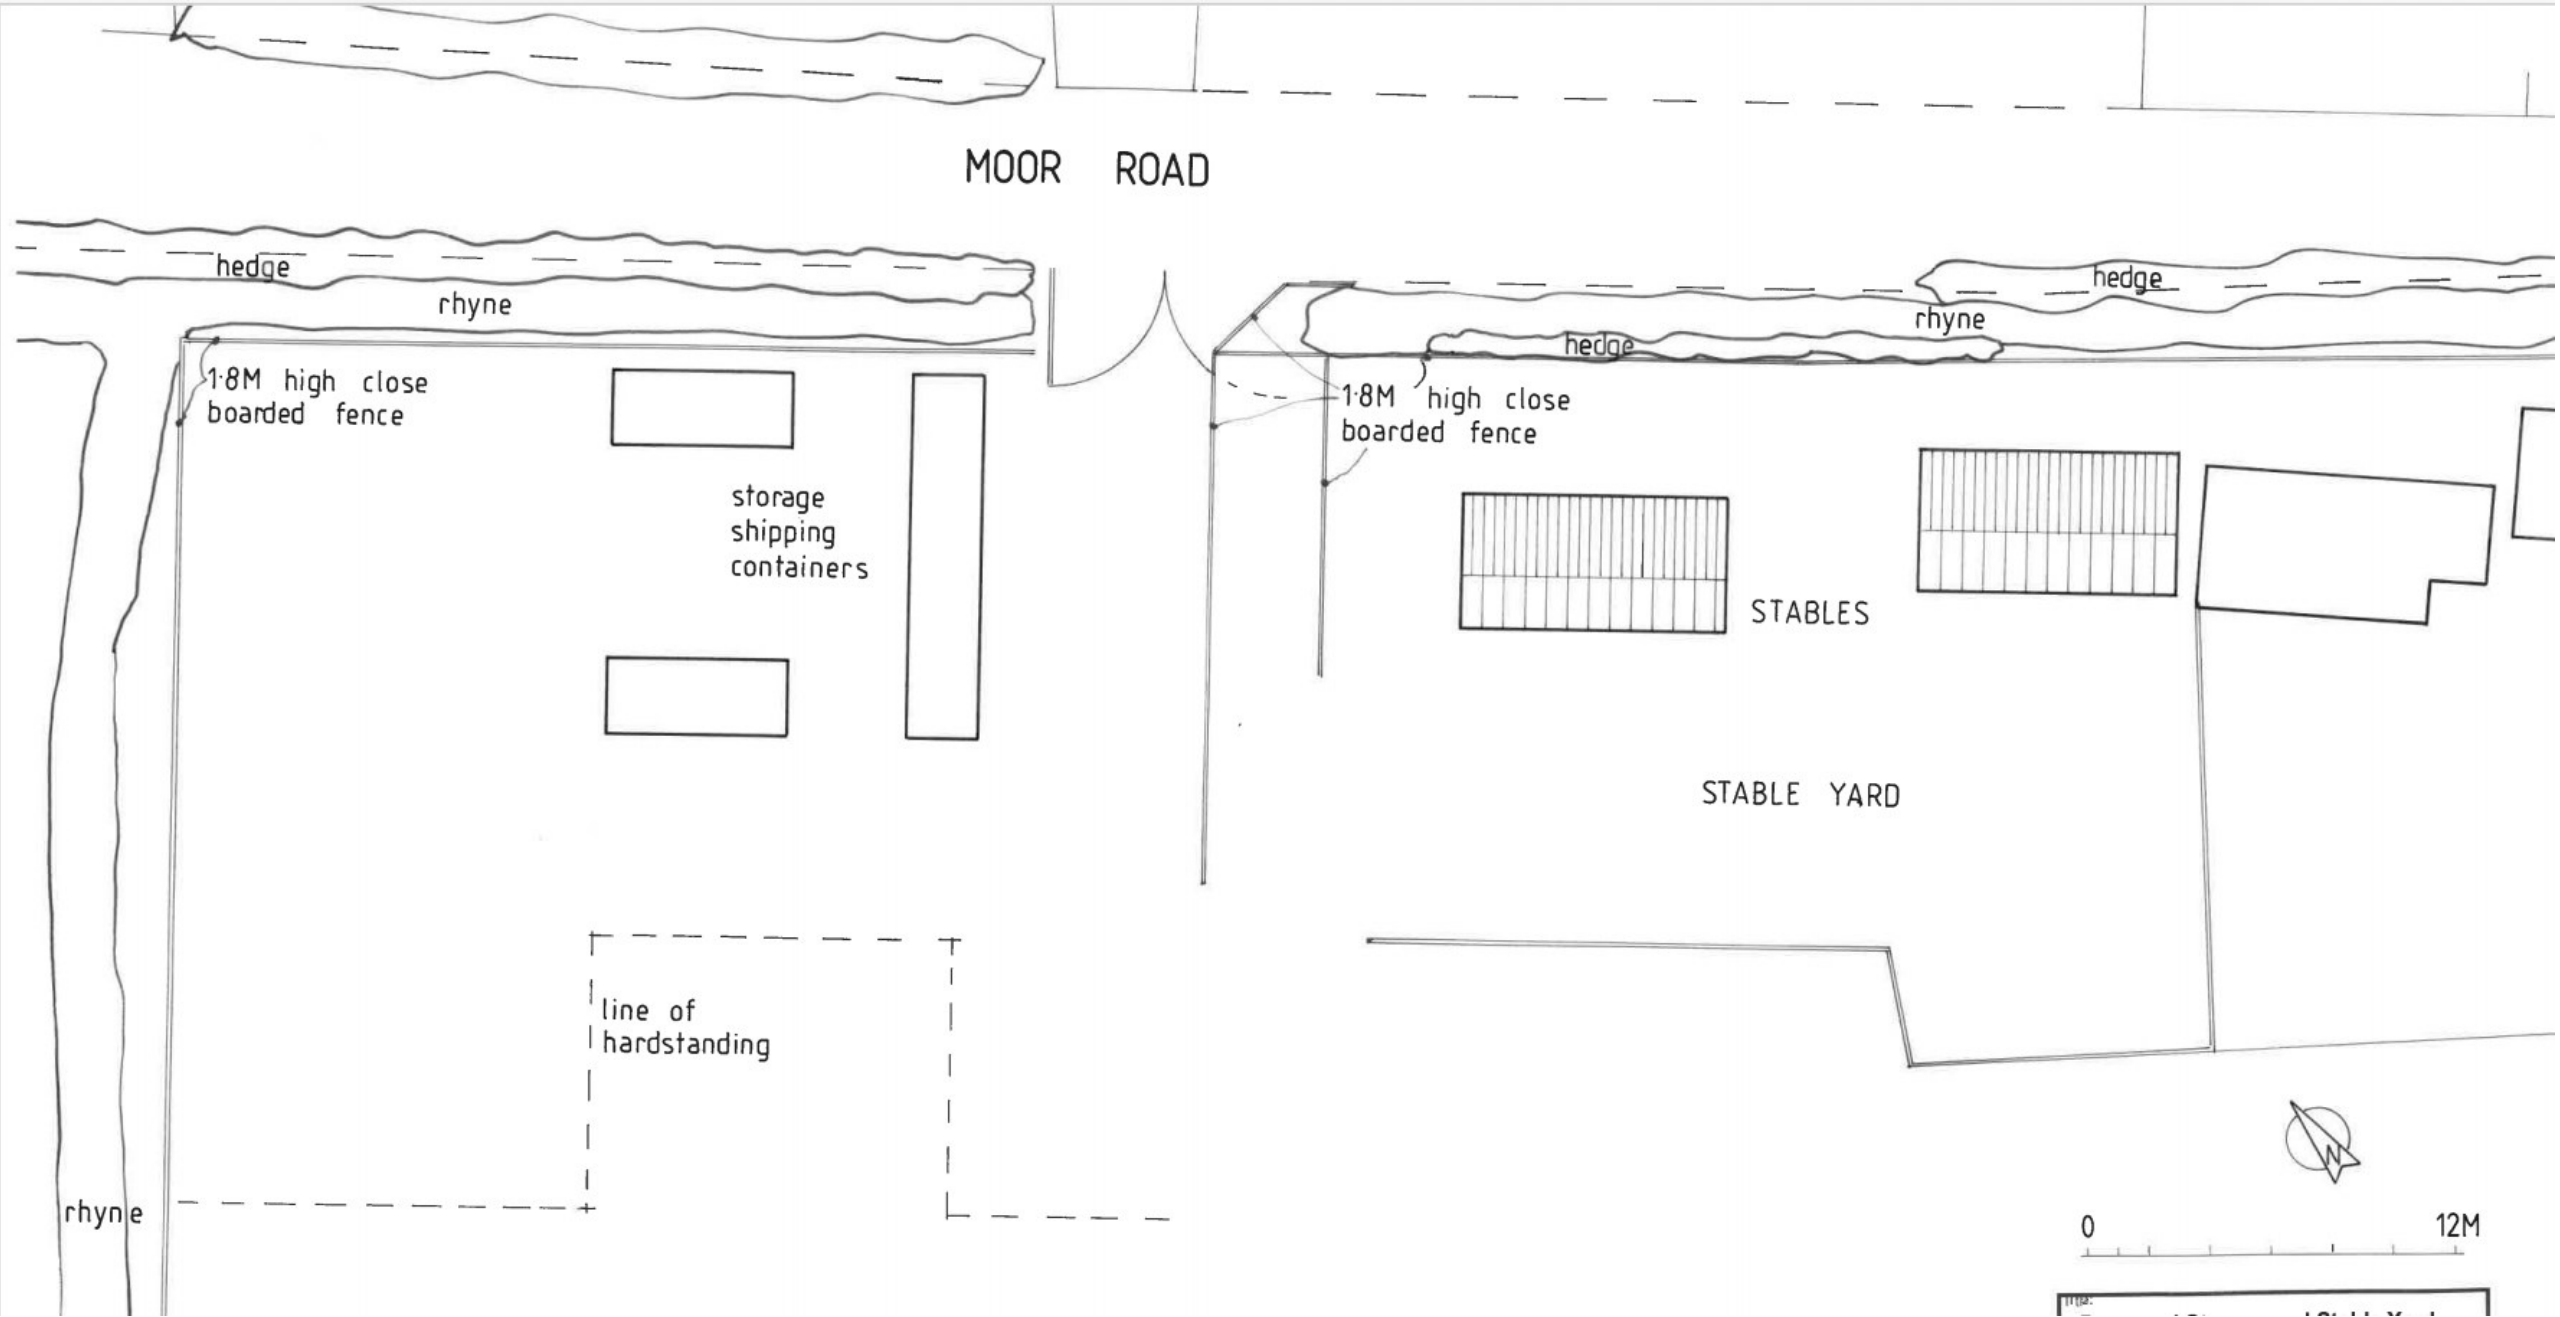 MOOR ROAD
hedge
hedge
rhyne
rhyne
hedge
1·8M high close
boarded fence
1·8M high close
boarded fence
storage
shipping
containers
STABLES
STABLE YARD
line of
hardstanding
N
rhyne
0 12M
Title: